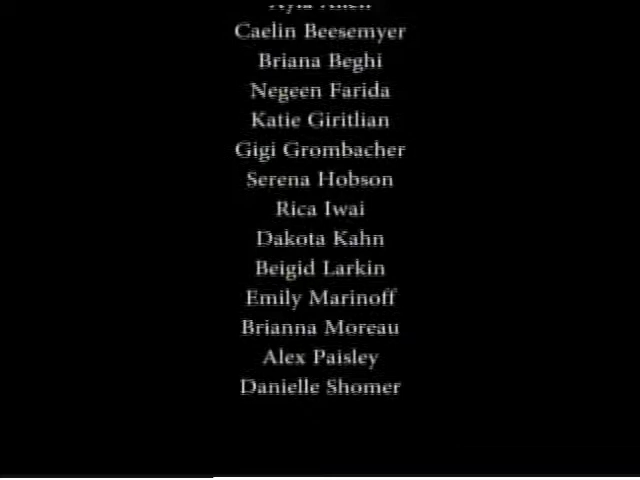 Caelin Beesemyer
Briana Beghi
Negeen Farida
Katie Giritlian
Gigi Grombacher
Serena Hobson
Rica Iwai
Dakota Kahn
Beigid Larkin
Emily Marinoff
Brianna Moreau
Alex Paisley
Danielle Shomer